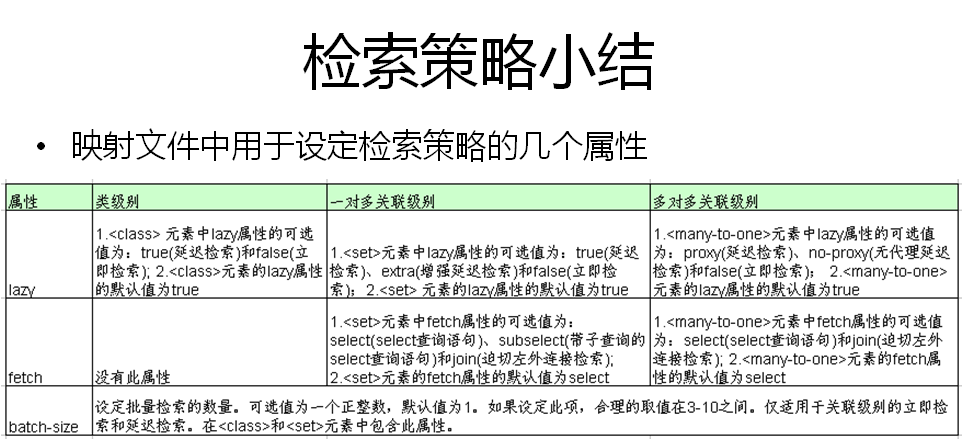 检索策略小结
• 映射文件中用于设定检索策略的几个属性
属性 类级别 一对多关联级别 多对多关联级别
lazy
1.<class> 元素中lazy属性的可选
值为：true(延迟检索)和false(立
即检索); 2.<class>元素的lazy属性
的默认值为true
1.<set>元素中lazy属性的可选值为：true(延迟
检索)、extra(增强延迟检索)和false(立即检
索)；2.<set> 元素的lazy属性的默认值为true
1.<many-to-one>元素中lazy属性的可选值
为：proxy(延迟检索)、no-proxy(无代理延迟
检索)和false(立即检索)； 2.<many-to-one>
元素的lazy属性的默认值为true
fetch
没有此属性
1.<set>元素中fetch属性的可选值为：
select(select查询语句)、subselect(带子查询的
select查询语句)和join(迫切左外连接检索);
2.<set>元素的fetch属性的默认值为select
1.<many-to-one>元素中fetch属性的可选值
为：select(select查询语句)和join(迫切左外
连接检索); 2.<many-to-one>元素的fetch属
性的默认值为select
batch-size
设定批量检索的数量。可选值为一个正整数，默认值为1。如果设定此项，合理的取值在3-10之间。仅适用于关联级别的立即检
索和延迟检索。在<class>和<set>元素中包含此属性。